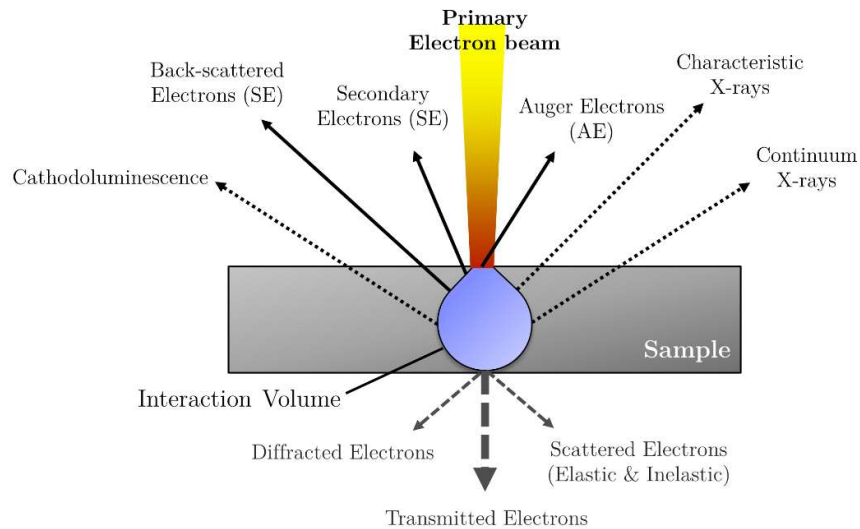 Primary
Electron beam
Back-scattered
Electrons (SE)
Secondary
Electrons (SE)
Auger Electrons
(AE)
Characteristic
X-rays
Continuum
X-rays
Cathodoluminescence
Sample
Interaction Volume
Diffracted Electrons
Scattered Electrons
(Elastic & Inelastic)
Transmitted Electrons